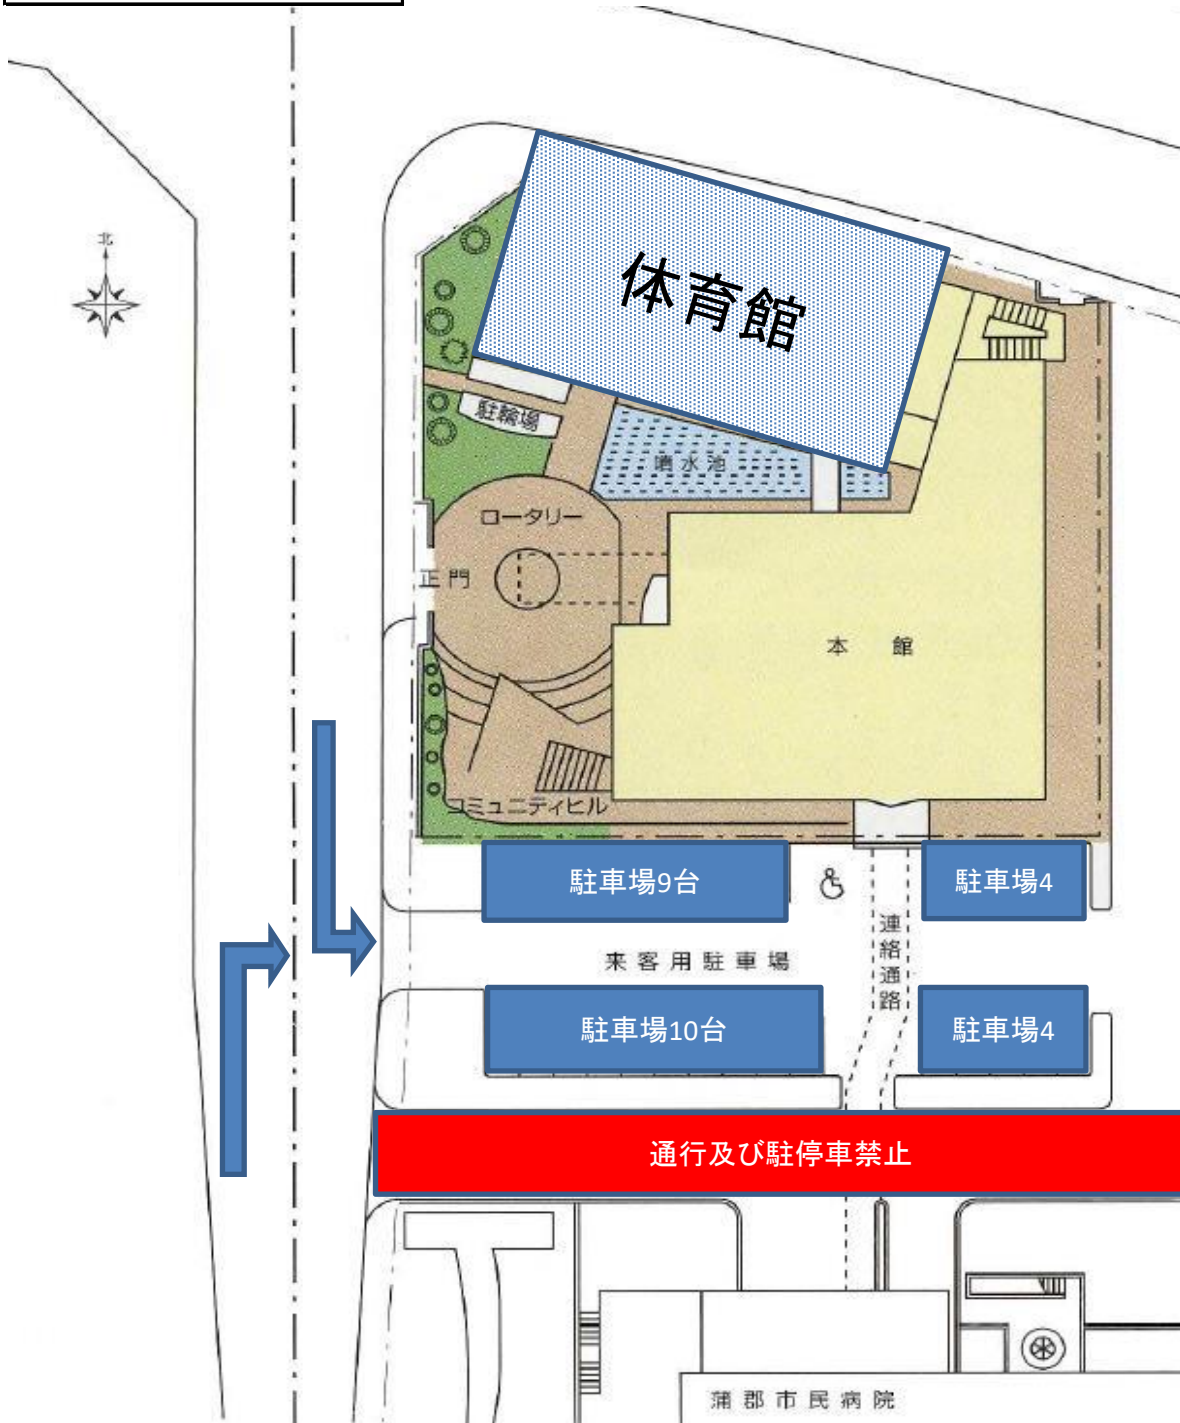 北
体育館
駐輪場
噴水池
ロータリー
正門
本館
コミュニティヒル
駐車場9台
駐車場4
連絡通路
来客用駐車場
駐車場10台
駐車場4
通行及び駐停車禁止
蒲郡市民病院